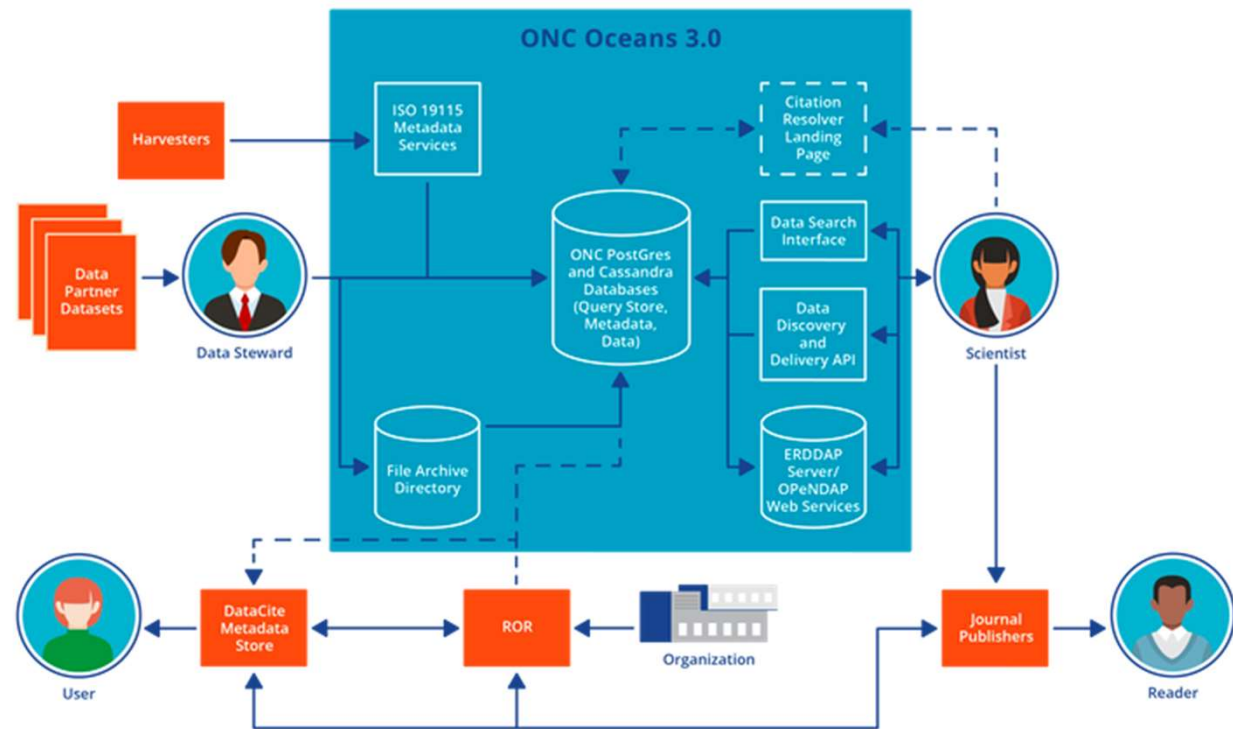 ONC Oceans 3.0
Harvesters
ISO 19115
Metadata
Services
Citation
Resolver
Landing
Page
Data
Partner
Datasets
Data Steward
ONC PostGres
and Cassandra
Databases
(Query Store,
Metadata,
Data)
Data Search
Interface
Data
Discovery
and
Delivery API
Scientist
File Archive
Directory
ERDDAP
Server/
OPeNDAP
Web Services
User
DataCite
Metadata
Store
ROR
Organization
Journal
Publishers
Reader